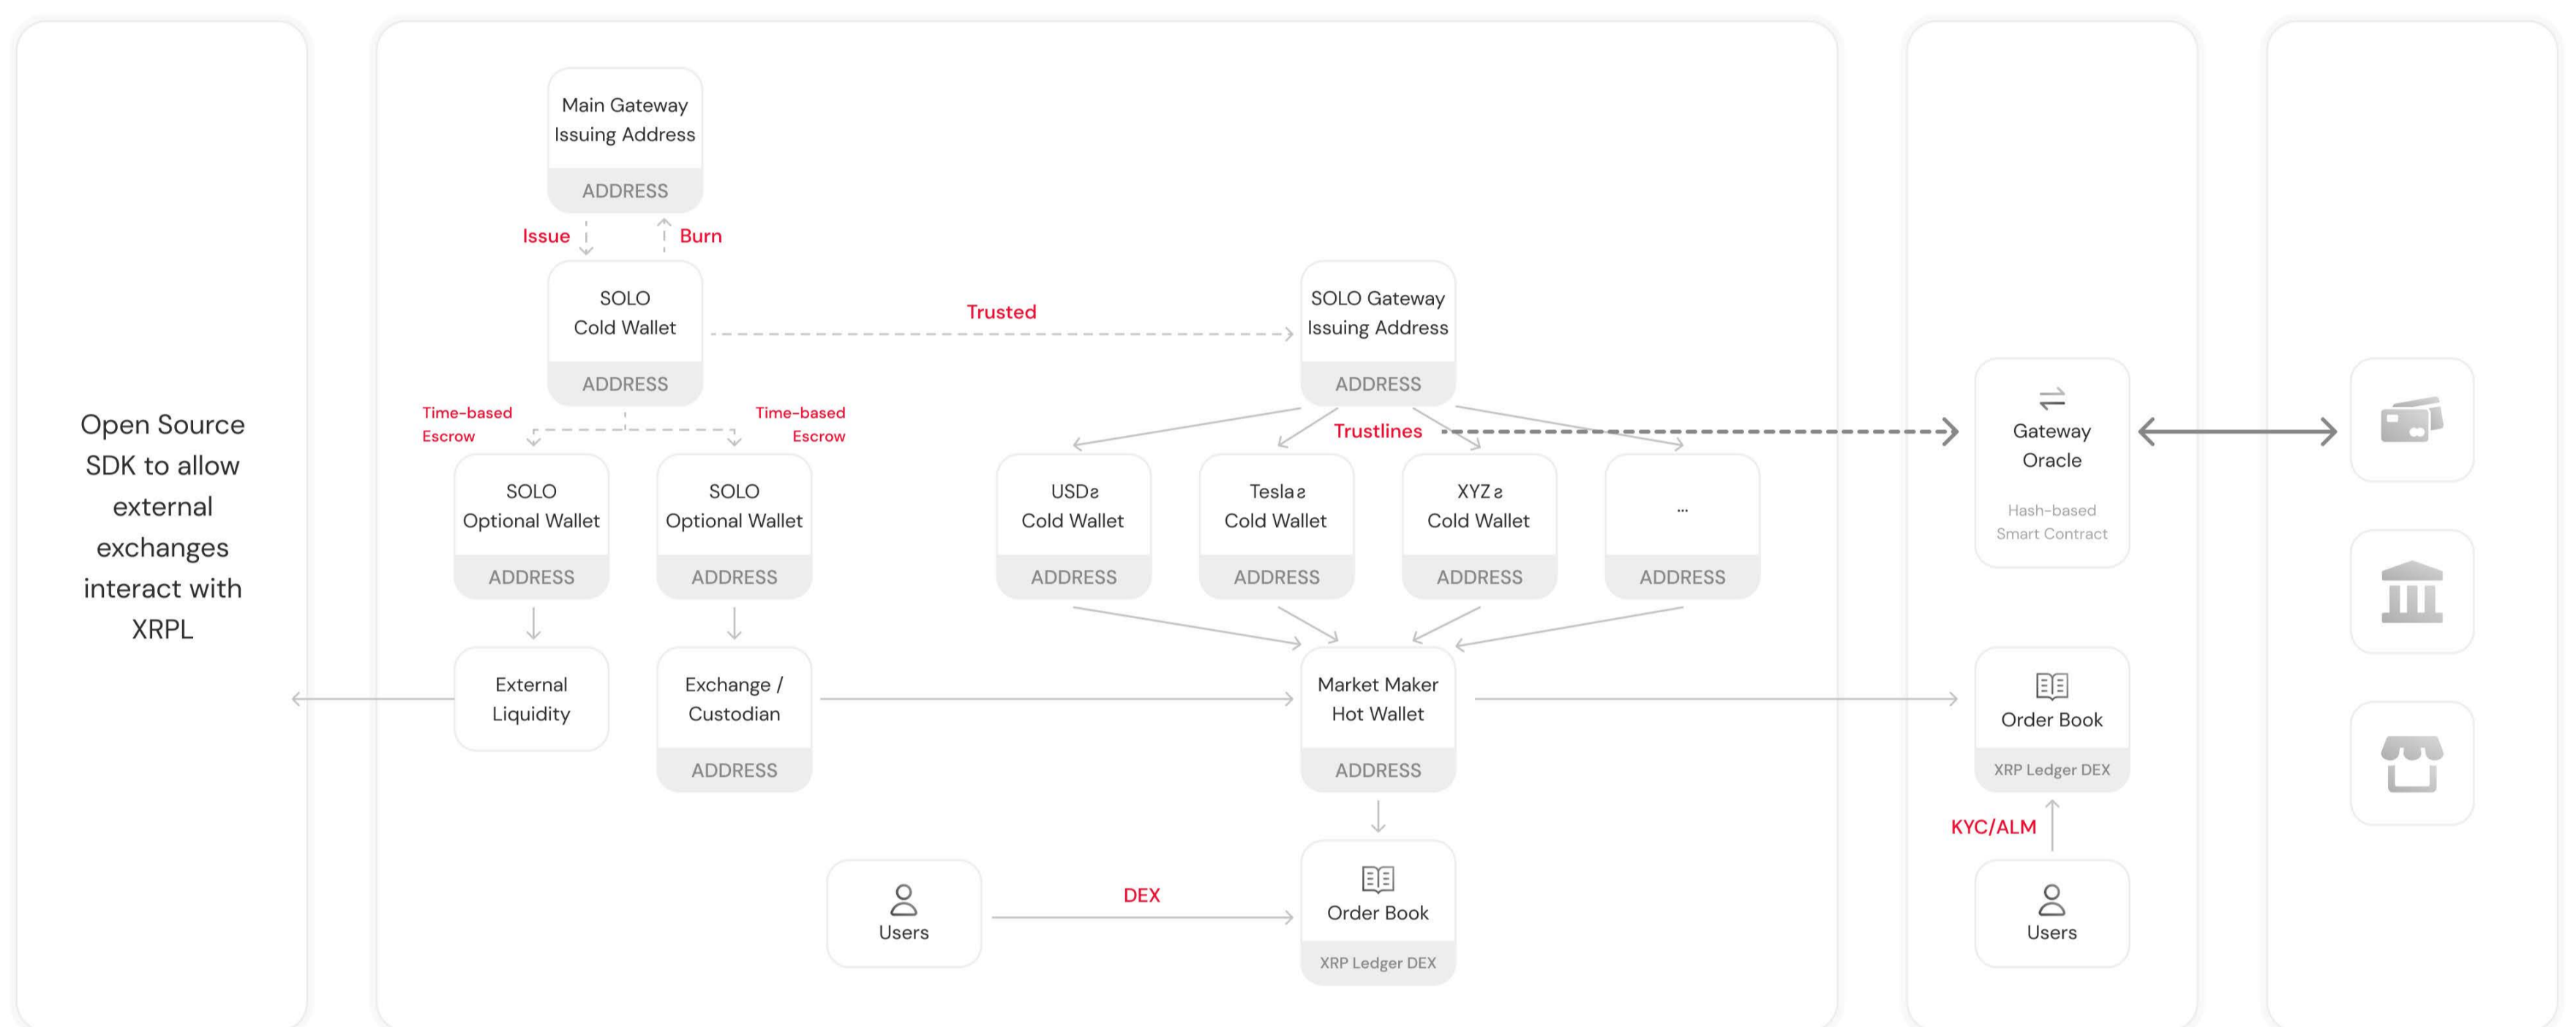 Open Source
SDK to allow
external
exchanges
interact with
XRPL
Main Gateway
Issuing Address
ADDRESS
Issue
Burn
SOLO
Cold Wallet
ADDRESS
Trusted
SOLO Gateway
Issuing Address
ADDRESS
Time-based
Escrow
Time-based
Escrow
Trustlines
SOLO
Optional Wallet
ADDRESS
SOLO
Optional Wallet
ADDRESS
USDƨ
Cold Wallet
ADDRESS
Teslaƨ
Cold Wallet
ADDRESS
XYZƨ
Cold Wallet
ADDRESS
...
ADDRESS
External
Liquidity
Exchange /
Custodian
ADDRESS
Market Maker
Hot Wallet
ADDRESS
Users
DEX
Order Book
XRP Ledger DEX
Gateway
Oracle
Hash-based
Smart Contract
Order Book
XRP Ledger DEX
KYC/ALM
Users